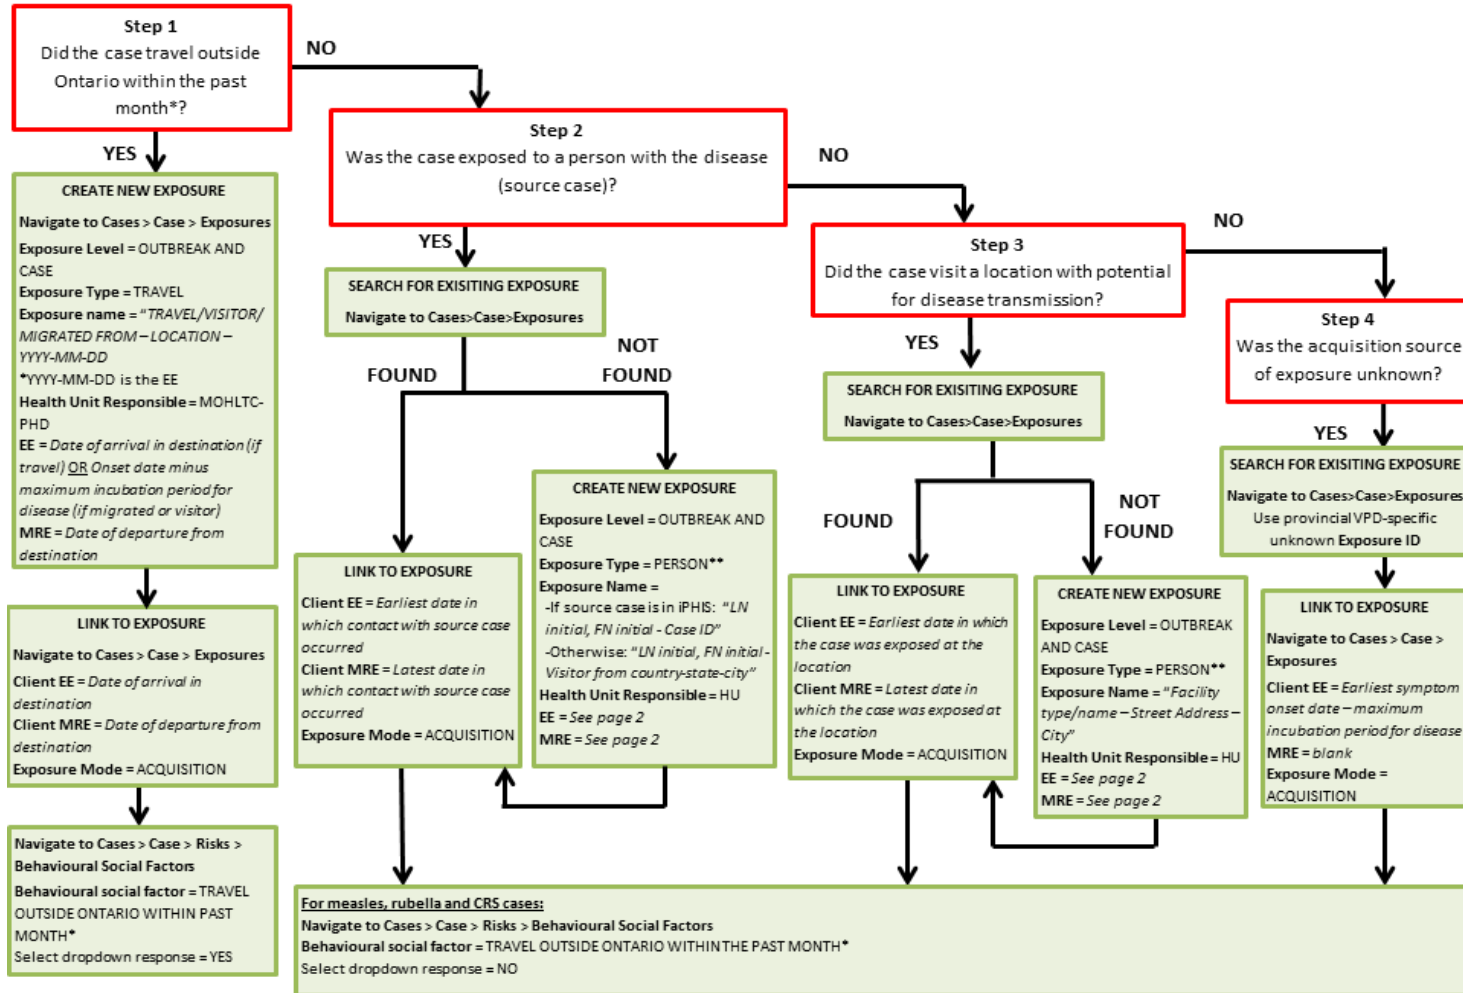 Step 1
Did the case travel outside
Ontario within the past
month*?
NO
YES
CREATE NEW EXPOSURE
Navigate to Cases > Case > Exposures
Exposure Level = OUTBREAK AND
CASE
Exposure Type = TRAVEL
Exposure name = "TRAVEL/VISITOR/
MIGRATED FROM – LOCATION –
YYYY-MM-DD
*YYYY-MM-DD is the EE
Health Unit Responsible = MOHLTC-
PHD
EE = Date of arrival in destination (if
travel) OR Onset date minus
maximum incubation period for
disease (if migrated or visitor)
MRE = Date of departure from
destination
LINK TO EXPOSURE
Navigate to Cases > Case > Exposures
Client EE = Date of arrival in
destination
Client MRE = Date of departure from
destination
Exposure Mode = ACQUISITION
Navigate to Cases > Case > Risks >
Behavioural Social Factors
Behavioural social factor = TRAVEL
OUTSIDE ONTARIO WITHIN PAST
MONTH*
Select dropdown response = YES
Step 2
Was the case exposed to a person with the disease
(source case)?
NO
YES
SEARCH FOR EXISITING EXPOSURE
Navigate to Cases>Case>Exposures
FOUND
NOT
FOUND
LINK TO EXPOSURE
Client EE = Earliest date in
which contact with source case
occurred
Client MRE = Latest date in
which contact with source case
occurred
Exposure Mode = ACQUISITION
CREATE NEW EXPOSURE
Exposure Level = OUTBREAK AND
CASE
Exposure Type = PERSON**
Exposure Name =
-If source case is in iPHIS: "LN
initial, FN initial - Case ID"
-Otherwise: "LN initial, FN initial -
Visitor from country-state-city"
Health Unit Responsible = HU
EE = See page 2
MRE = See page 2
Step 3
Did the case visit a location with potential
for disease transmission?
NO
YES
SEARCH FOR EXISITING EXPOSURE
Navigate to Cases>Case>Exposures
FOUND
NOT
FOUND
LINK TO EXPOSURE
Client EE = Earliest date in which
the case was exposed at the
location
Client MRE = Latest date in
which the case was exposed at
the location
Exposure Mode = ACQUISITION
CREATE NEW EXPOSURE
Exposure Level = OUTBREAK
AND CASE
Exposure Type = PERSON**
Exposure Name = "Facility
type/name – Street Address –
City"
Health Unit Responsible = HU
EE = See page 2
MRE = See page 2
Step 4
Was the acquisition source
of exposure unknown?
YES
SEARCH FOR EXISITING EXPOSURE
Navigate to Cases>Case>Exposures
Use provincial VPD-specific
unknown Exposure ID
LINK TO EXPOSURE
Navigate to Cases > Case >
Exposures
Client EE = Earliest symptom
onset date – maximum
incubation period for disease
MRE = blank
Exposure Mode =
ACQUISITION
For measles, rubella and CRS cases:
Navigate to Cases > Case > Risks > Behavioural Social Factors
Behavioural social factor = TRAVEL OUTSIDE ONTARIO WITHIN THE PAST MONTH*
Select dropdown response = NO